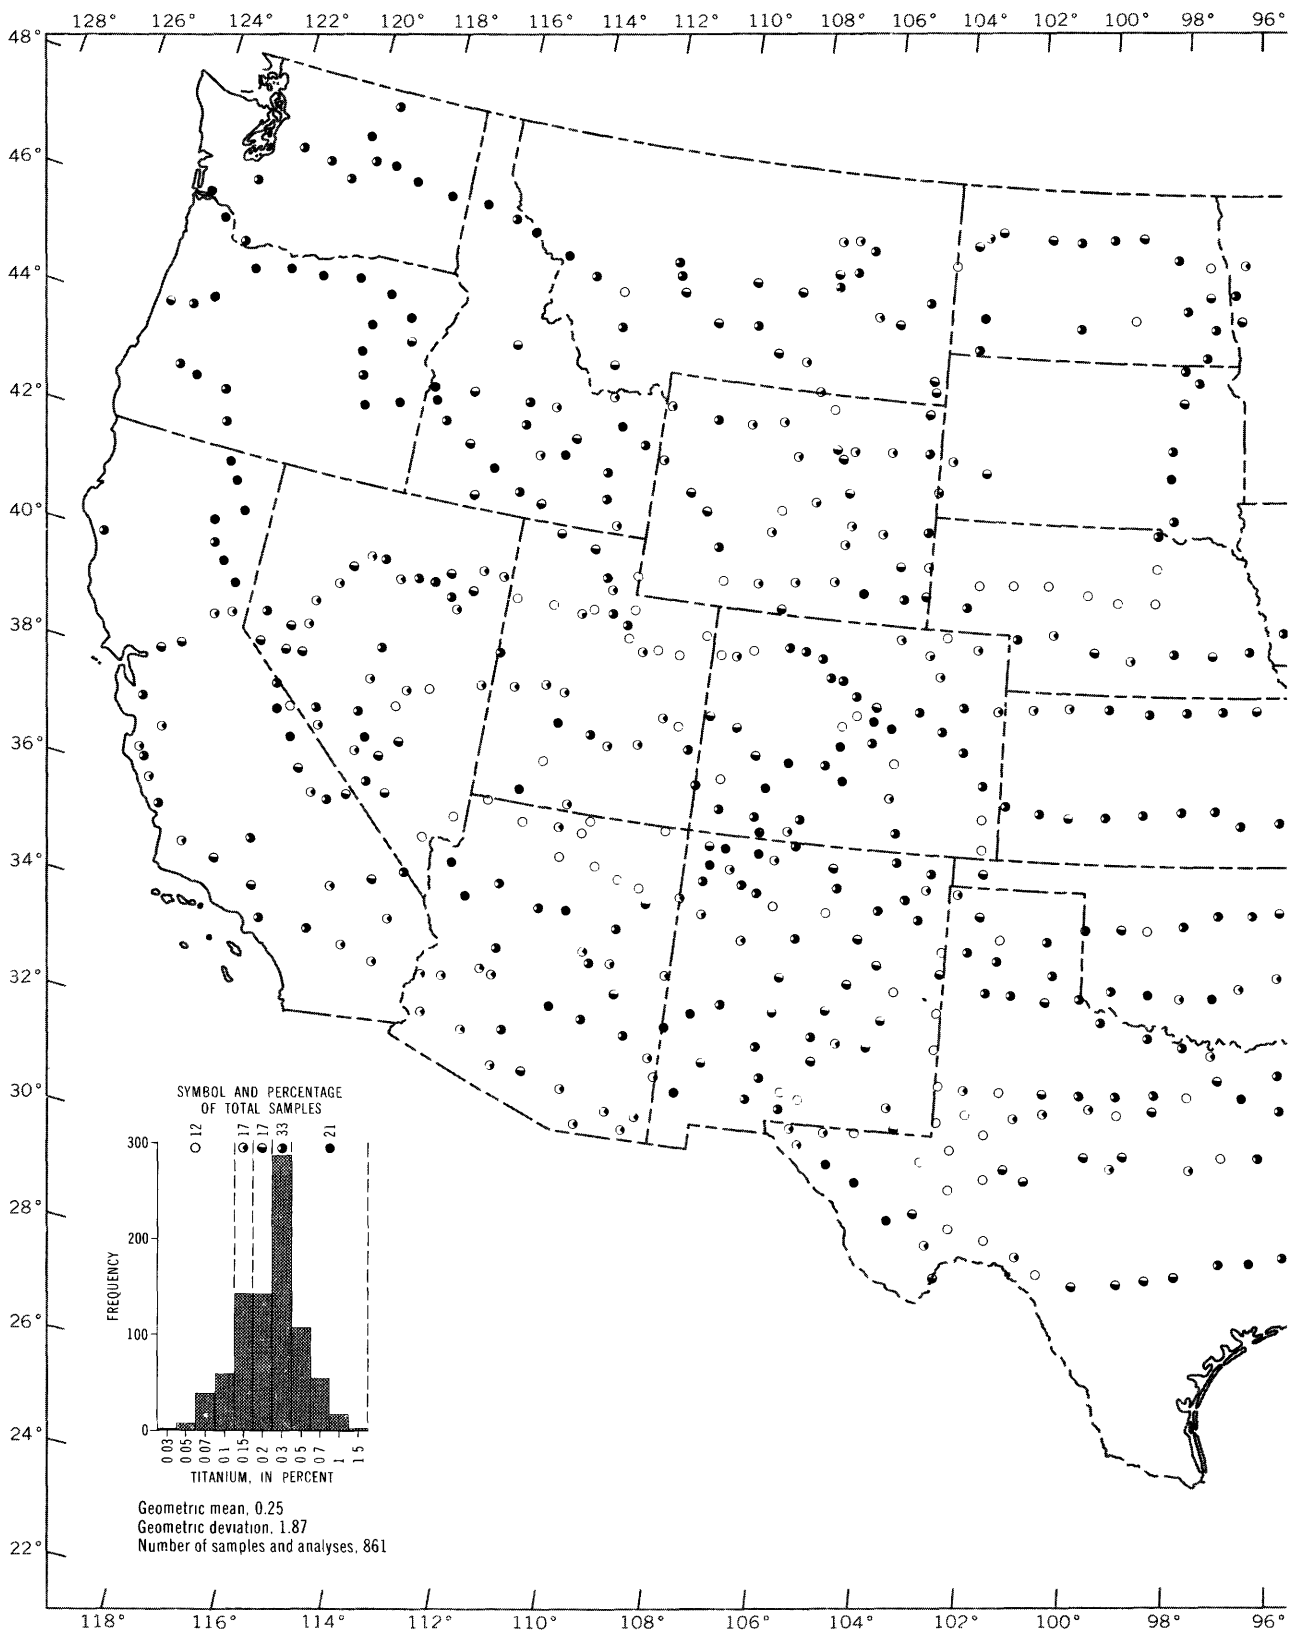 128° 126° 124° 122° 120° 118° 116° 114° 112° 110° 108° 106° 104° 102° 100° 98° 96°
48°
46°
44°
42°
40°
38°
36°
34°
32°
30°
28°
26°
24°
22°
SYMBOL AND PERCENTAGE
OF TOTAL SAMPLES
12 17 17 33 21
300
200
100
0
FREQUENCY
0.03 0.05 0.07 0.1 0.15 0.2 0.3 0.5 0.7 1 1.5
TITANIUM, IN PERCENT
Geometric mean, 0.25
Geometric deviation, 1.87
Number of samples and analyses, 861
118° 116° 114° 112° 110° 108° 106° 104° 102° 100° 98° 96°